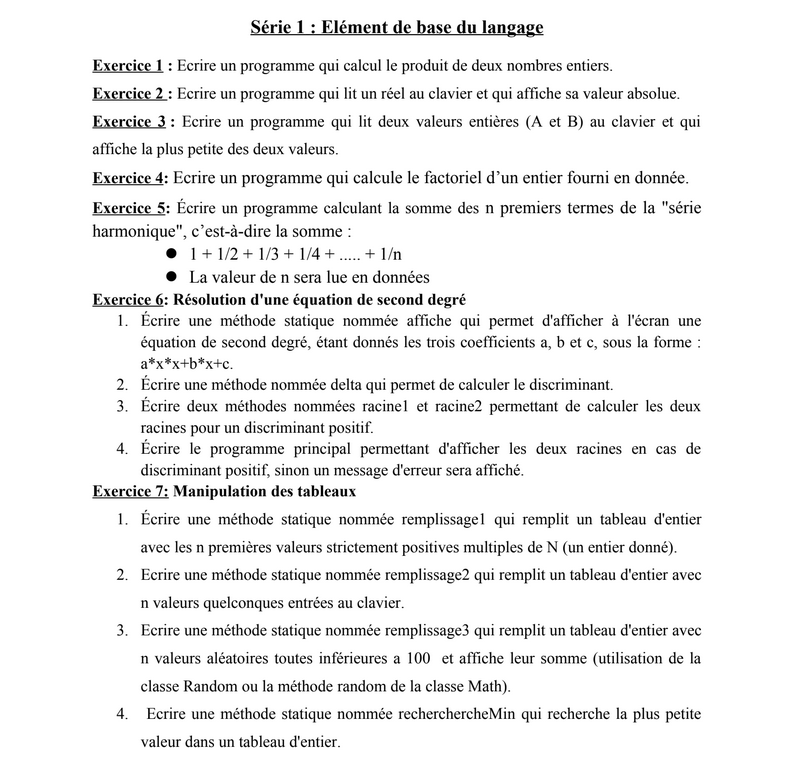 Série 1 : Elément de base du langage
Exercice 1 : Ecrire un programme qui calcul le produit de deux nombres entiers.
Exercice 2 : Ecrire un programme qui lit un réel au clavier et qui affiche sa valeur absolue.
Exercice 3 : Ecrire un programme qui lit deux valeurs entières (A et B) au clavier et qui
affiche la plus petite des deux valeurs.
Exercice 4: Ecrire un programme qui calcule le factoriel d’un entier fourni en donnée.
Exercice 5: Écrire un programme calculant la somme des n premiers termes de la "série
harmonique", c’est-à-dire la somme :
● 1 + 1/2 + 1/3 + 1/4 + ..... + 1/n
● La valeur de n sera lue en données
Exercice 6: Résolution d'une équation de second degré
1. Écrire une méthode statique nommée affiche qui permet d'afficher à l'écran une
équation de second degré, étant donnés les trois coefficients a, b et c, sous la forme :
a*x*x+b*x+c.
2. Écrire une méthode nommée delta qui permet de calculer le discriminant.
3. Écrire deux méthodes nommées racine1 et racine2 permettant de calculer les deux
racines pour un discriminant positif.
4. Écrire le programme principal permettant d'afficher les deux racines en cas de
discriminant positif, sinon un message d'erreur sera affiché.
Exercice 7: Manipulation des tableaux
1. Écrire une méthode statique nommée remplissage1 qui remplit un tableau d'entier
avec les n premières valeurs strictement positives multiples de N (un entier donné).
2. Ecrire une méthode statique nommée remplissage2 qui remplit un tableau d'entier avec
n valeurs quelconques entrées au clavier.
3. Ecrire une méthode statique nommée remplissage3 qui remplit un tableau d'entier avec
n valeurs aléatoires toutes inférieures a 100 et affiche leur somme (utilisation de la
classe Random ou la méthode random de la classe Math).
4. Ecrire une méthode statique nommée recherchercheMin qui recherche la plus petite
valeur dans un tableau d'entier.